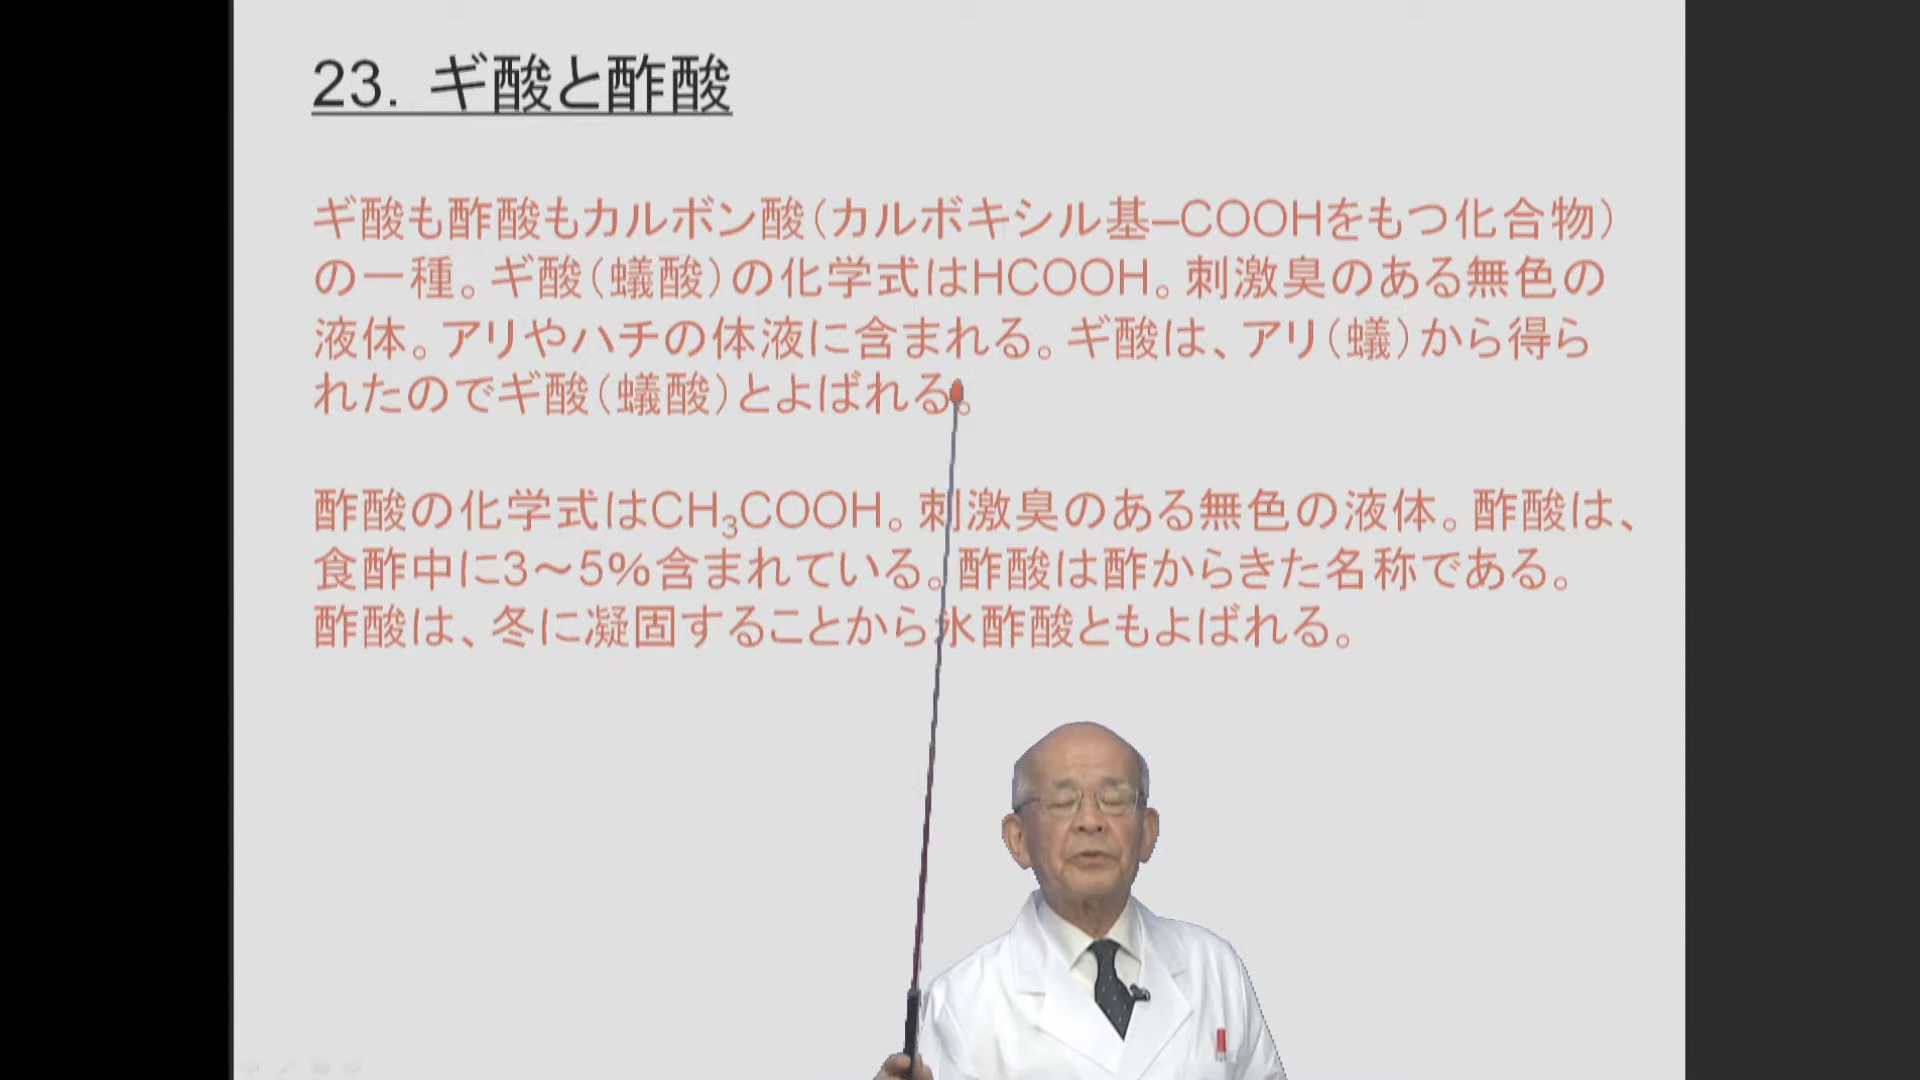 23. ギ酸と酢酸
ギ酸も酢酸もカルボン酸（カルボキシル基–COOHをもつ化合物）
の一種。ギ酸（蟻酸）の化学式はHCOOH。刺激臭のある無色の
液体。アリやハチの体液に含まれる。ギ酸は、アリ（蟻）から得ら
れたのでギ酸（蟻酸）とよばれる。
酢酸の化学式はCH₃COOH。刺激臭のある無色の液体。酢酸は、
食酢中に3～5%含まれている。酢酸は酢からきた名称である。
酢酸は、冬に凝固することから氷酢酸ともよばれる。